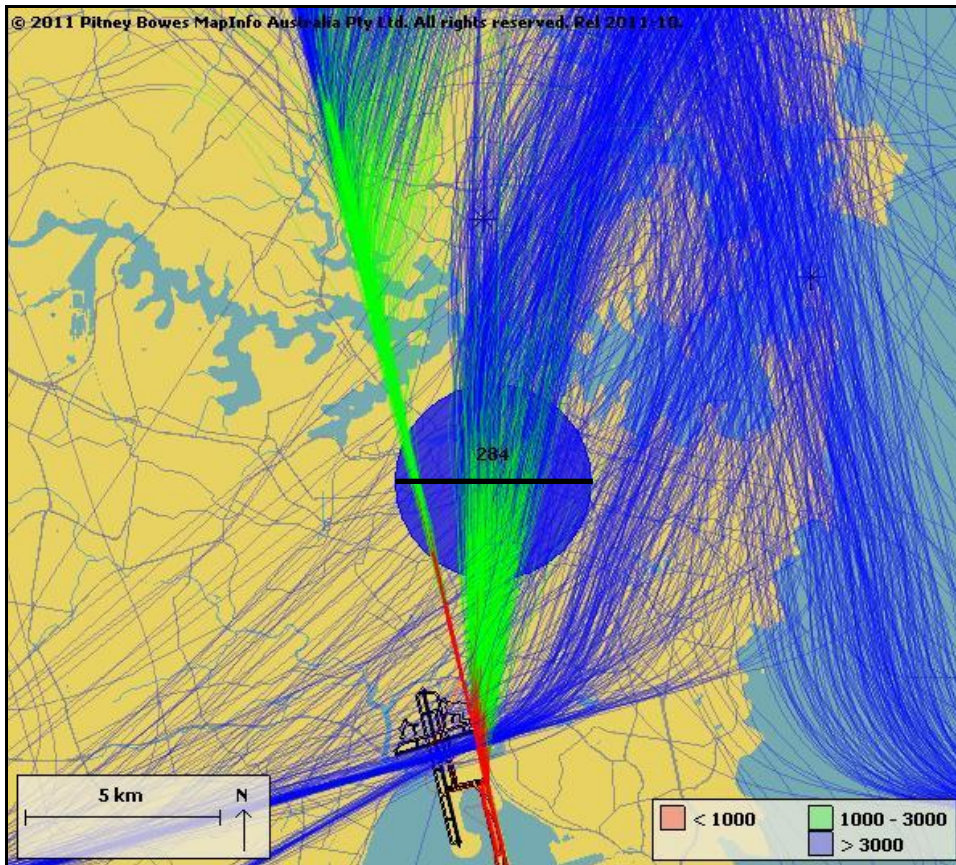 © 2011 Pitney Bowes MapInfo Australia Pty Ltd. All rights reserved. Rel 2011-10.
284
5 km
N
< 1000
1000 - 3000
> 3000